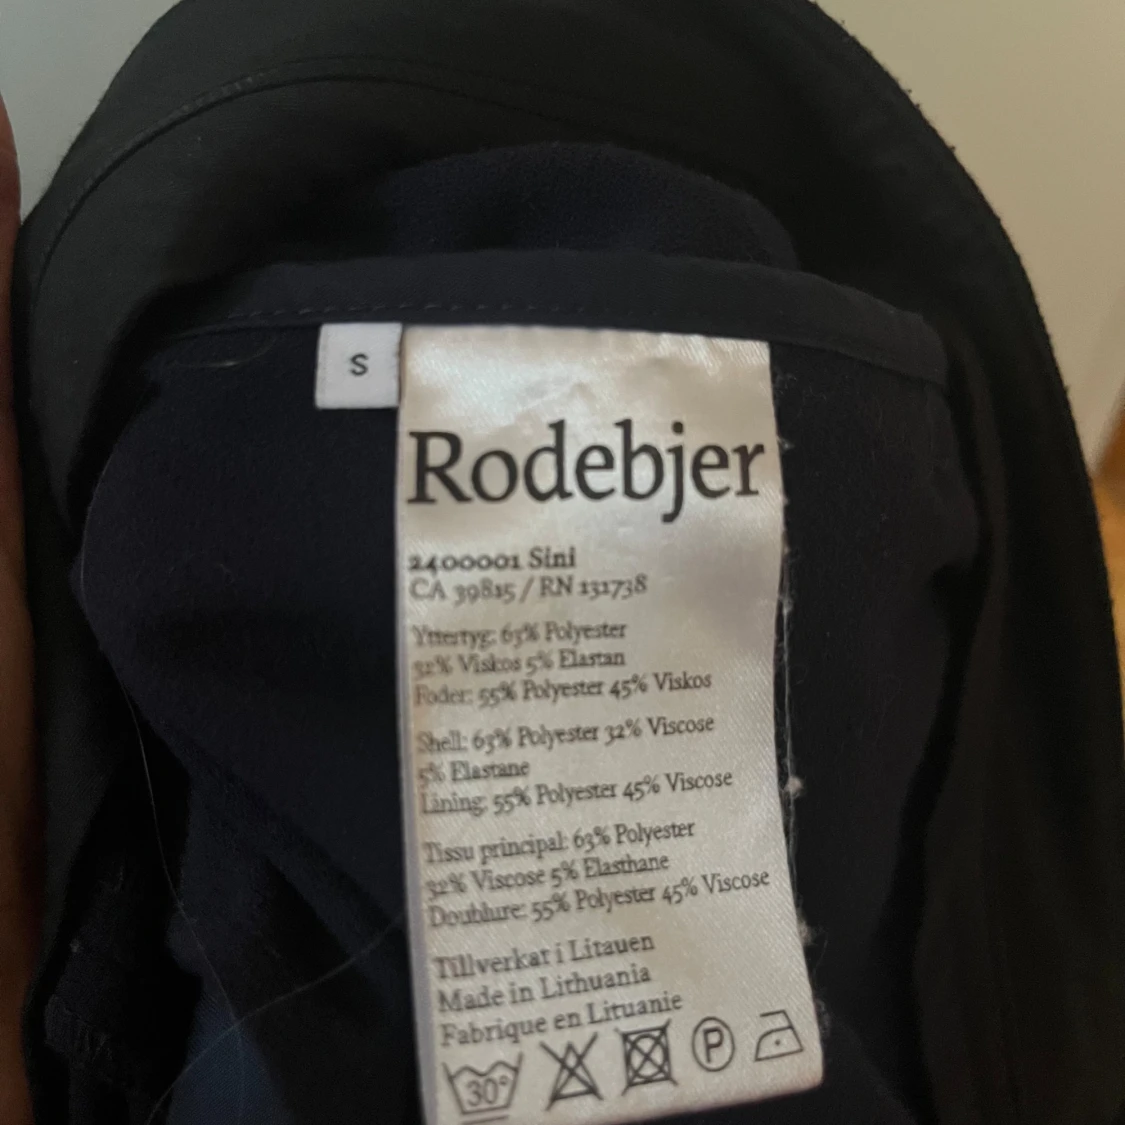 S
Rodebjer
2400001 Sini
CA 39815 / RN 131738
Yttertyg: 63% Polyester
32% Viskos 5% Elastan
Foder: 55% Polyester 45% Viskos
Shell: 63% Polyester 32% Viscose
5% Elastane
Lining: 55% Polyester 45% Viscose
Tissu principal: 63% Polyester
32% Viscose 5% Elasthane
Doublure: 55% Polyester 45% Viscose
Tillverkat i Litauen
Made in Lithuania
Fabrique en Lituanie
30° P